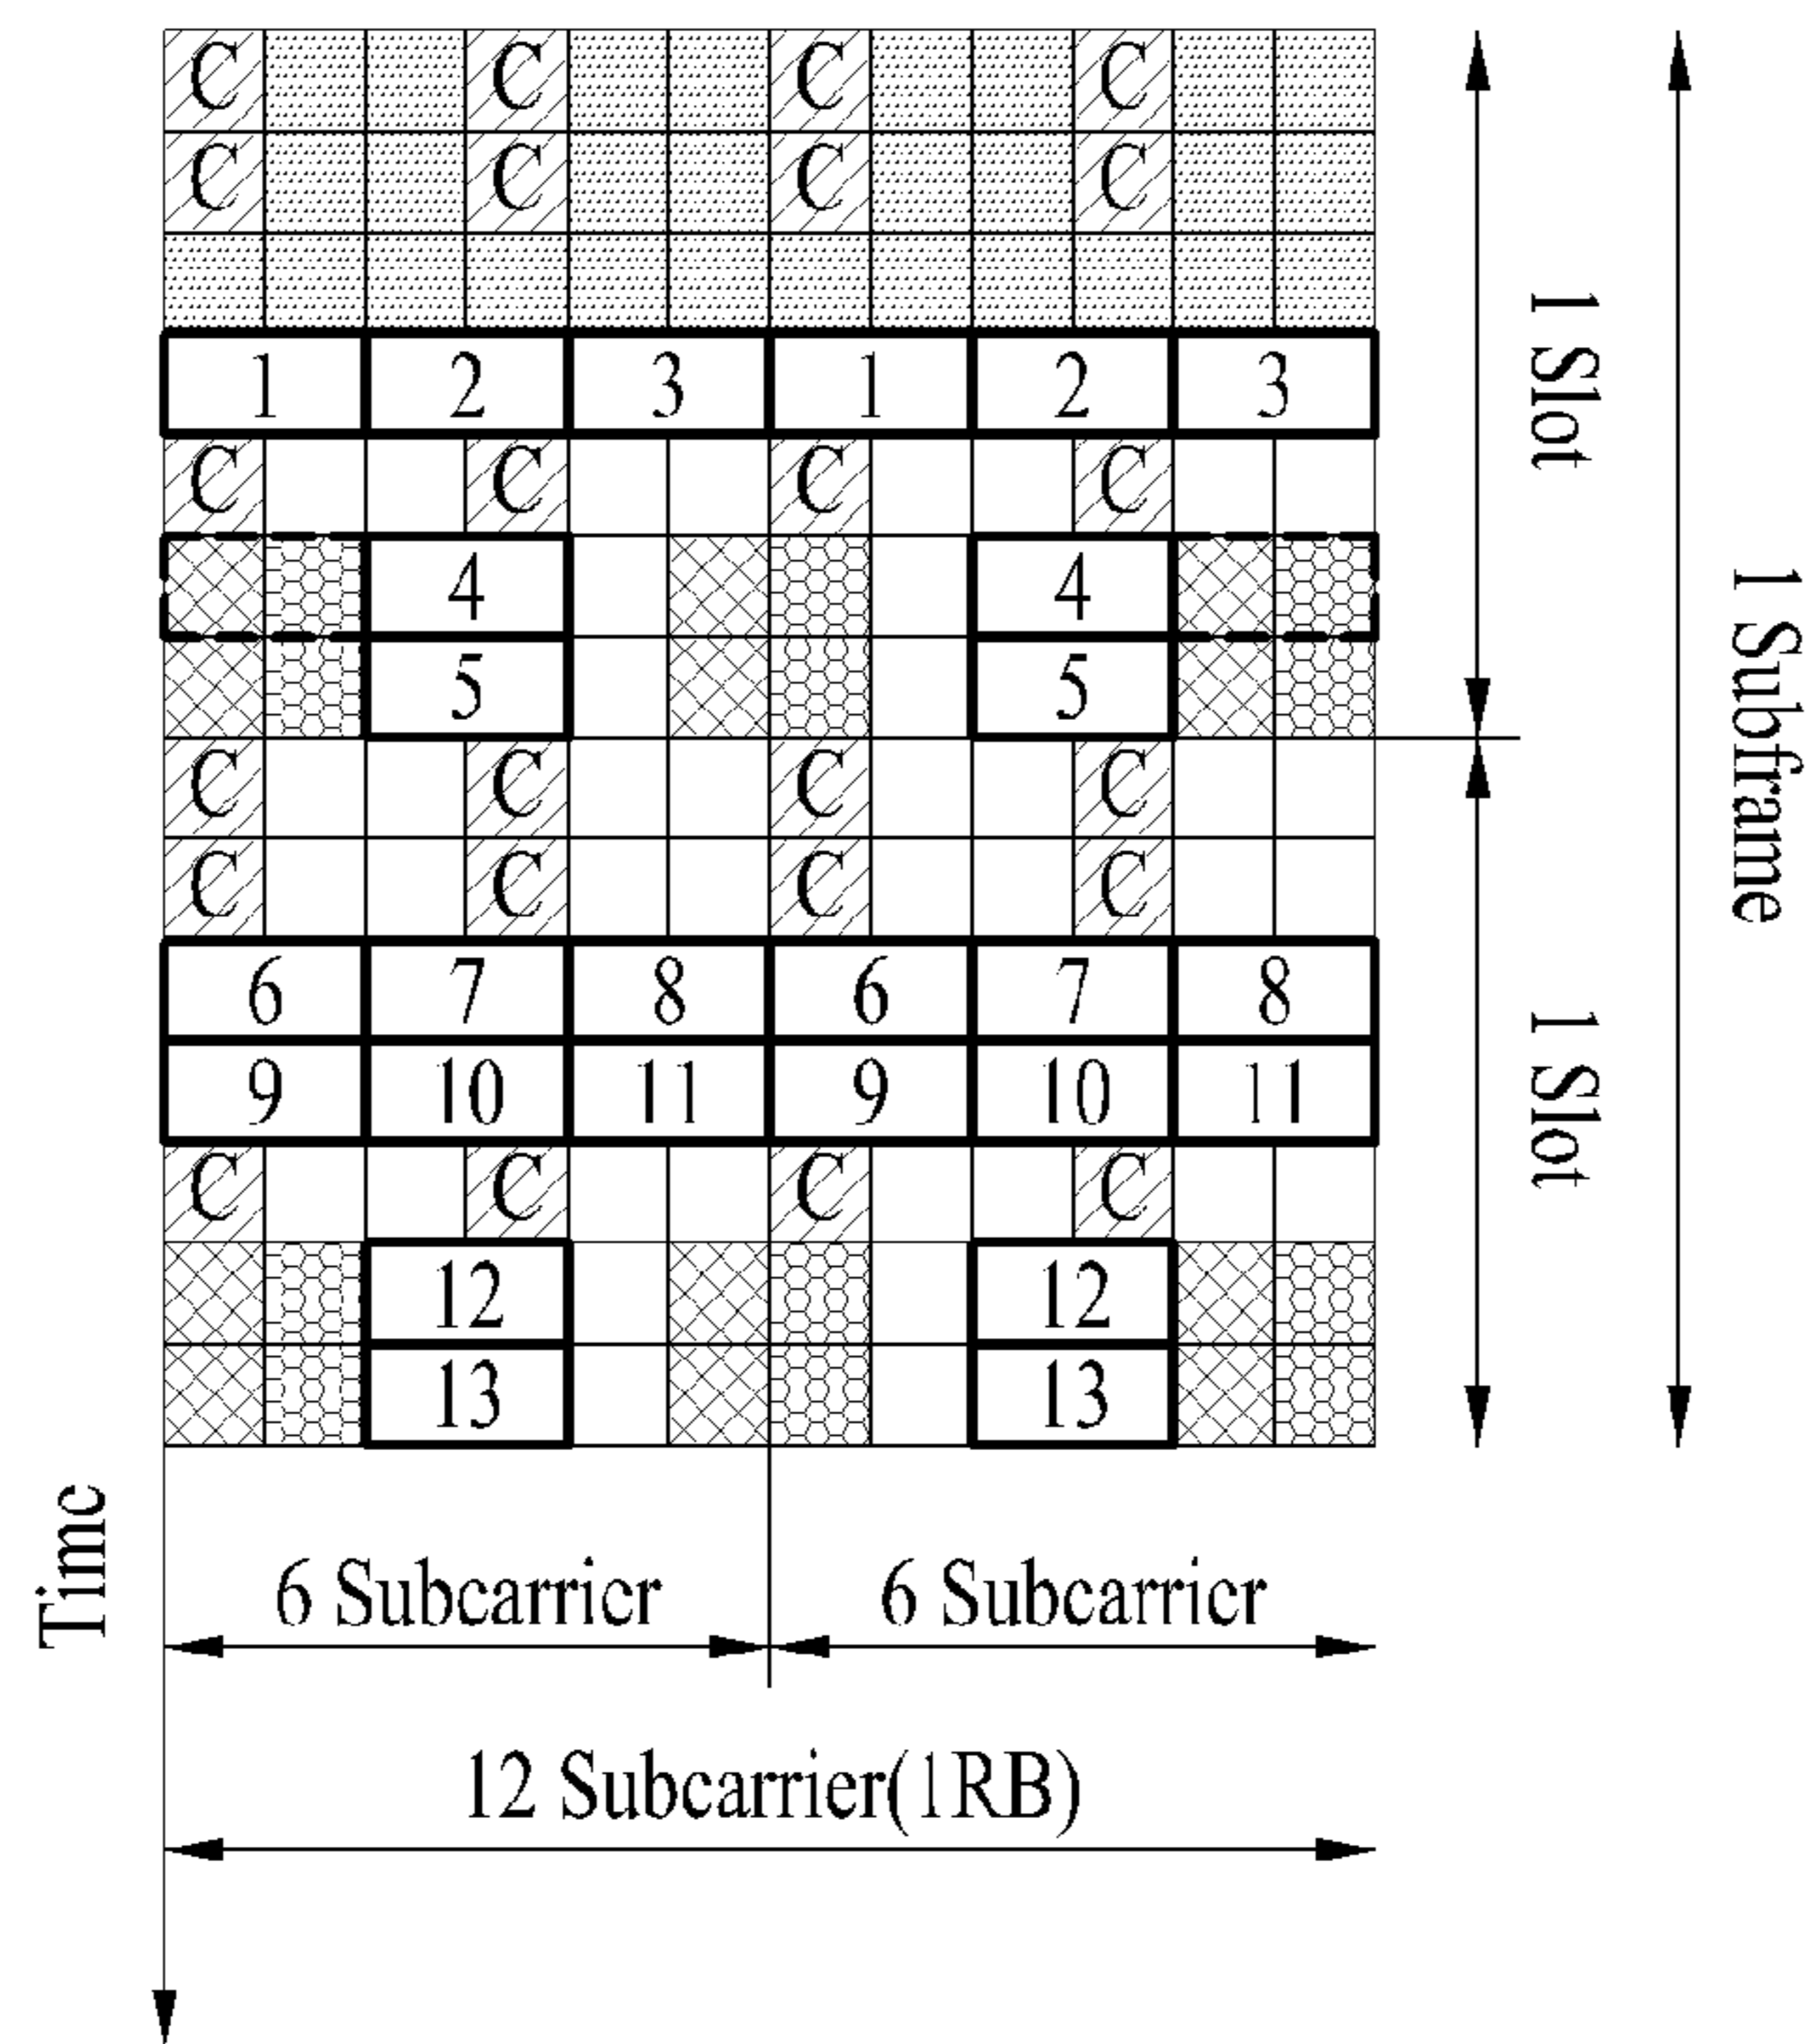 C C C C
C C C C
1 2 3 1 2 3
C C C C
4 4
5 5
C C C C
C C C C
6 7 8 6 7 8
9 10 11 9 10 11
C C C C
12 12
13 13
1 Slot
1 Slot
1 Subframe
Time
6 Subcarrier 6 Subcarrier
12 Subcarrier(1RB)